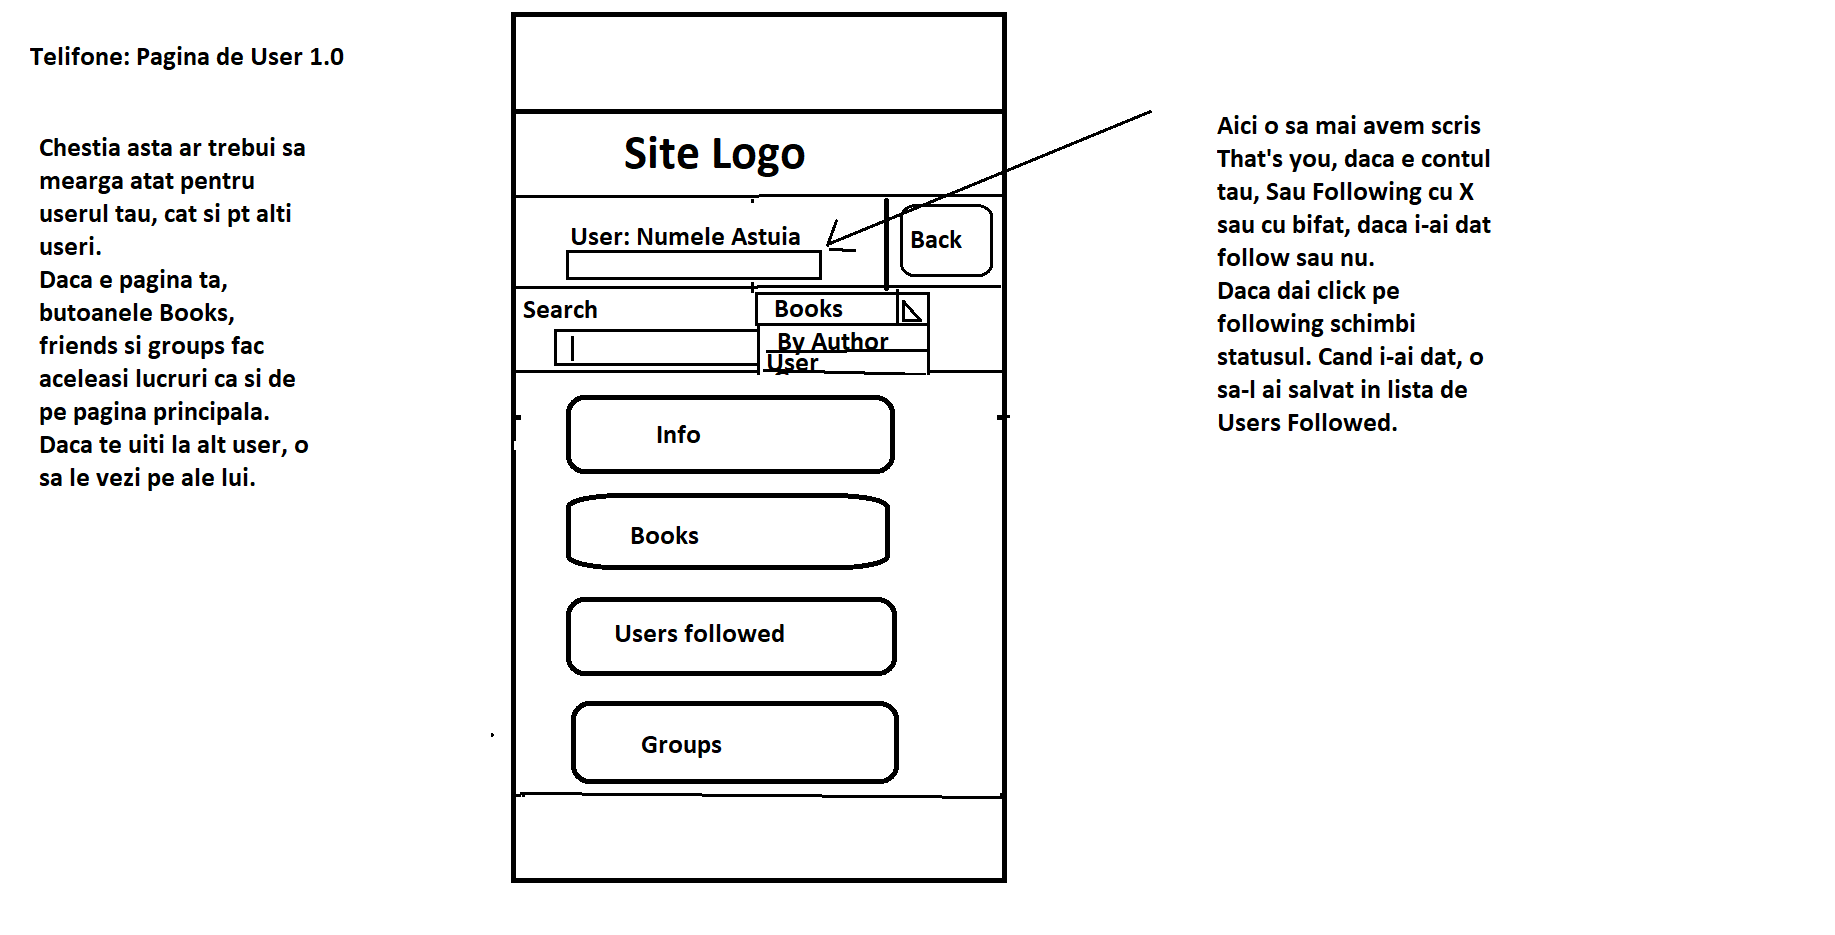 Telifone: Pagina de User 1.0
Chestia asta ar trebui sa
mearga atat pentru
userul tau, cat si pt alti
useri.
Daca e pagina ta,
butoanele Books,
friends si groups fac
aceleasi lucruri ca si de
pe pagina principala.
Daca te uiti la alt user, o
sa le vezi pe ale lui.
Site Logo
User: Numele Astuia
Back
Search
Books
By Author
User
Info
Books
Users followed
Groups
Aici o sa mai avem scris
That's you, daca e contul
tau, Sau Following cu X
sau cu bifat, daca i-ai dat
follow sau nu.
Daca dai click pe
following schimbi
statusul. Cand i-ai dat, o
sa-l ai salvat in lista de
Users Followed.